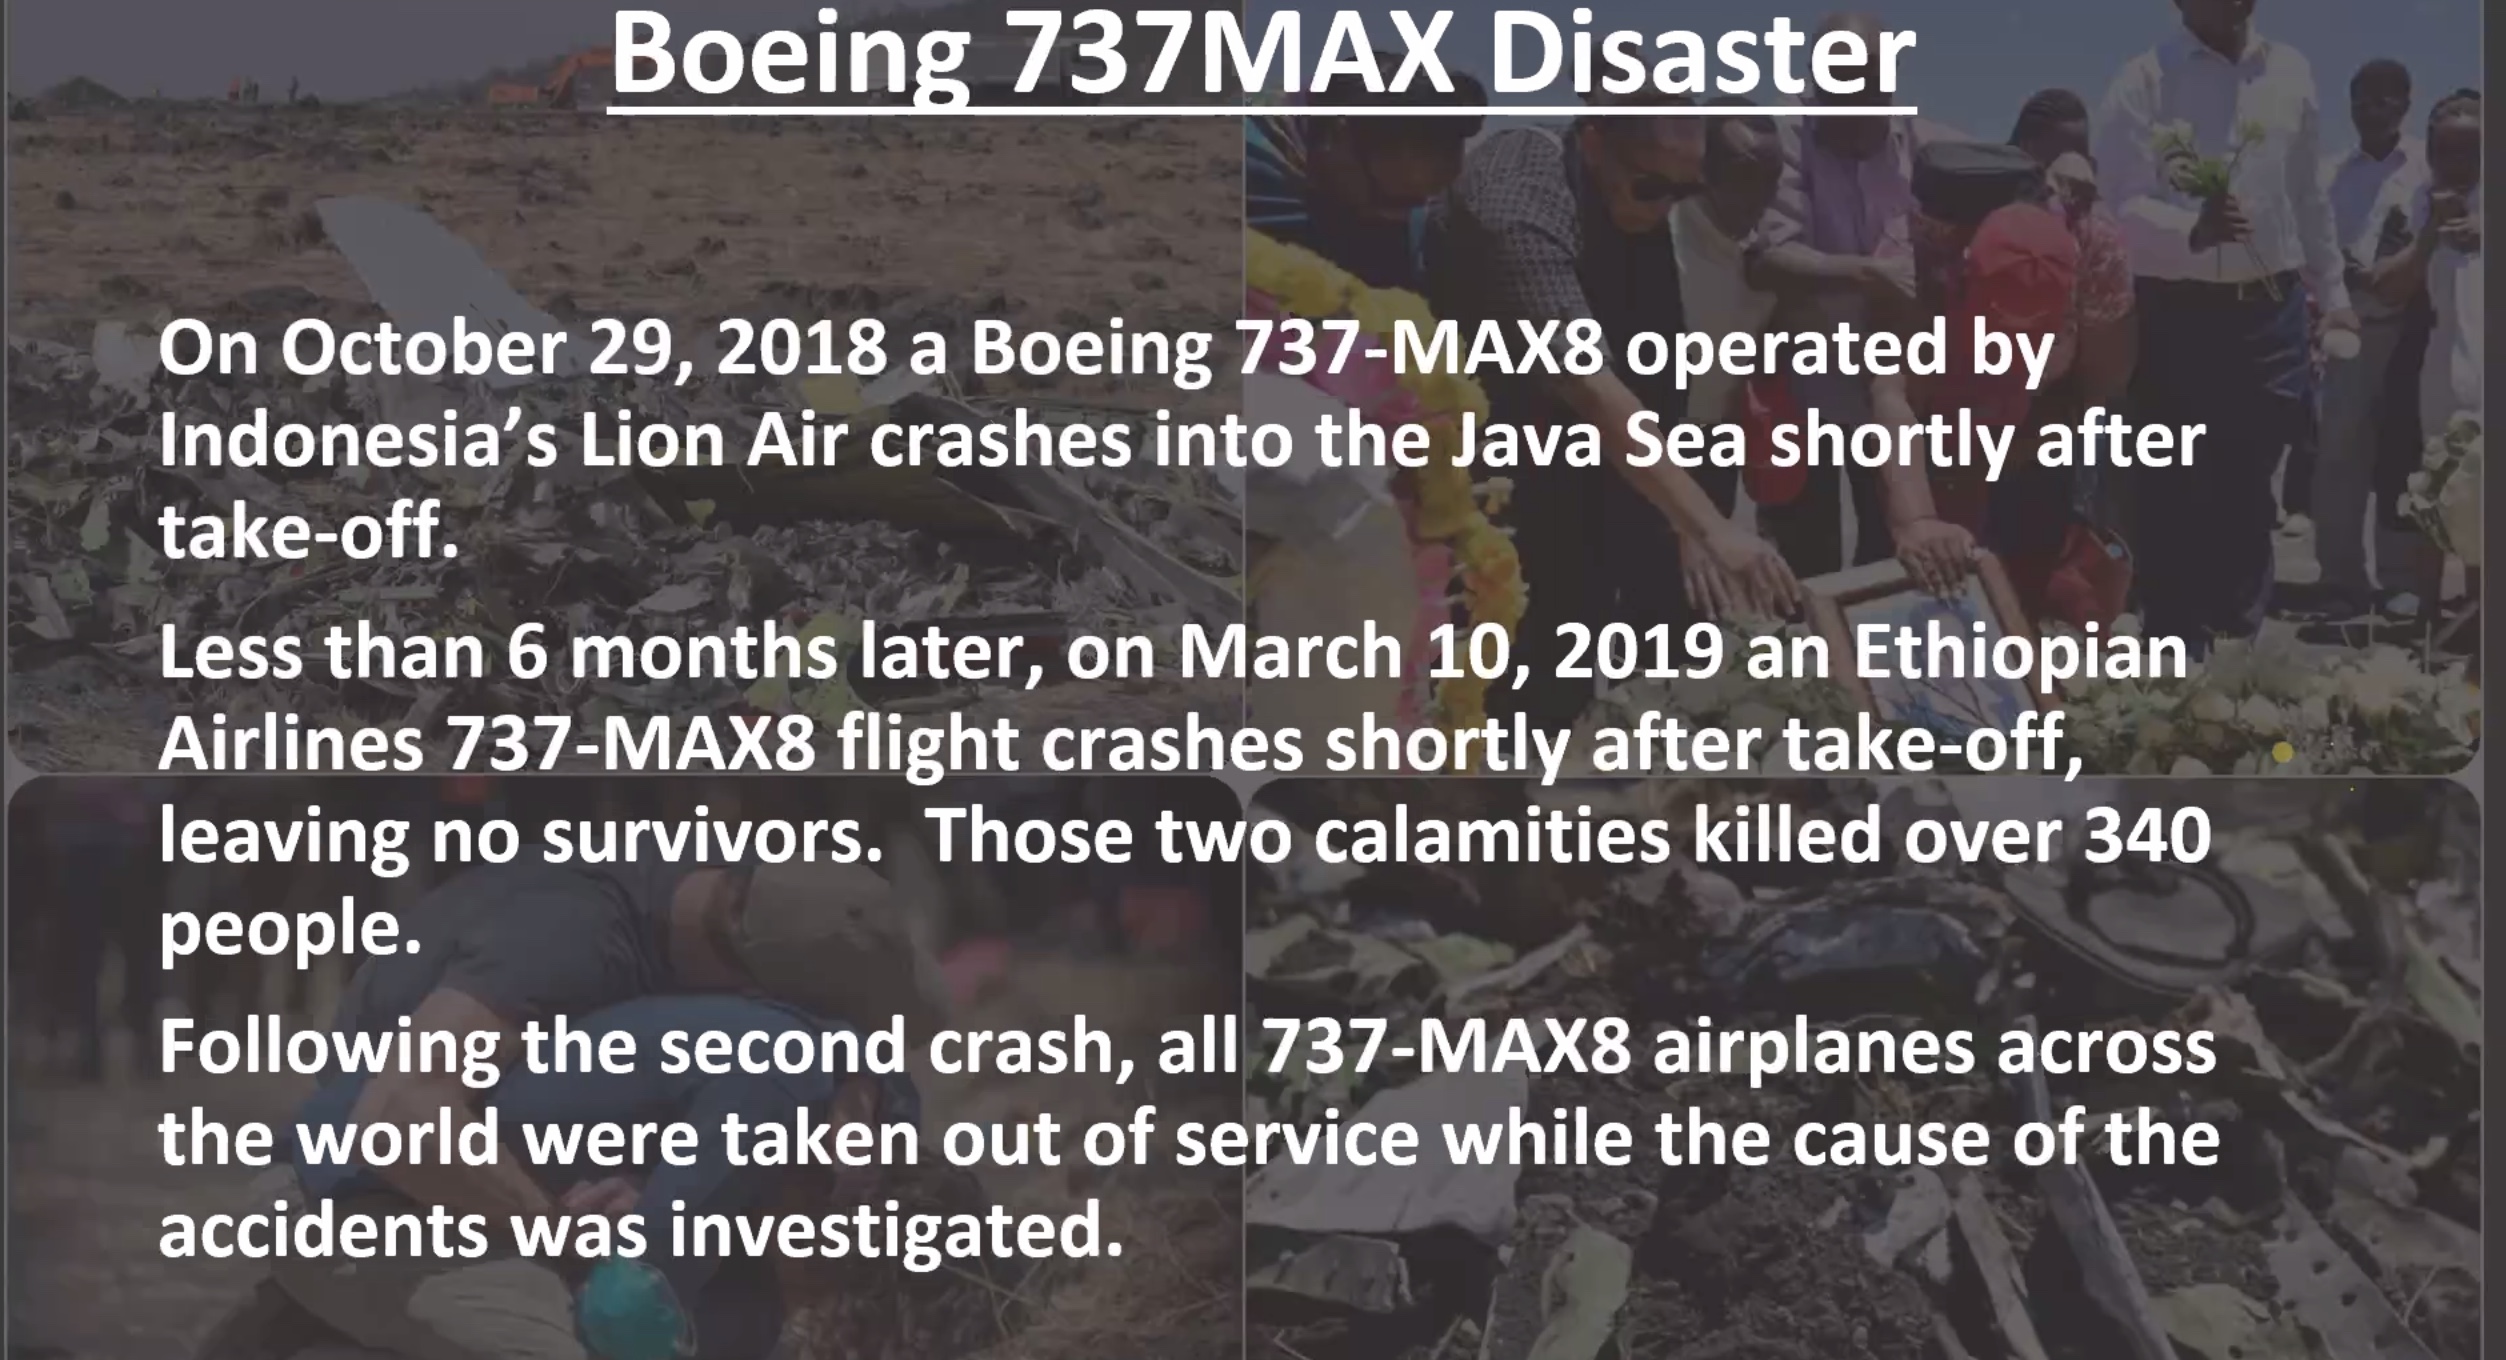 Boeing 737MAX Disaster
On October 29, 2018 a Boeing 737-MAX8 operated by
Indonesia’s Lion Air crashes into the Java Sea shortly after
take-off.
Less than 6 months later, on March 10, 2019 an Ethiopian
Airlines 737-MAX8 flight crashes shortly after take-off,
leaving no survivors.  Those two calamities killed over 340
people.
Following the second crash, all 737-MAX8 airplanes across
the world were taken out of service while the cause of the
accidents was investigated.